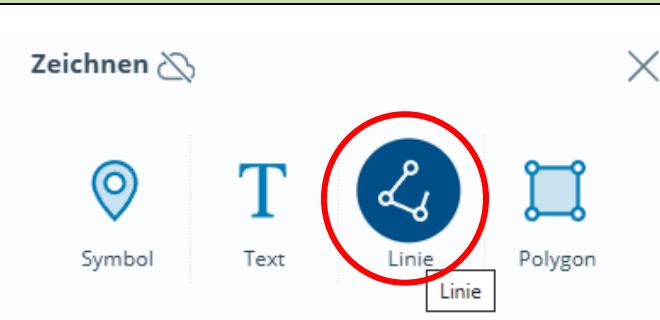 Zeichnen
Symbol
Text
Linie
Polygon
Linie